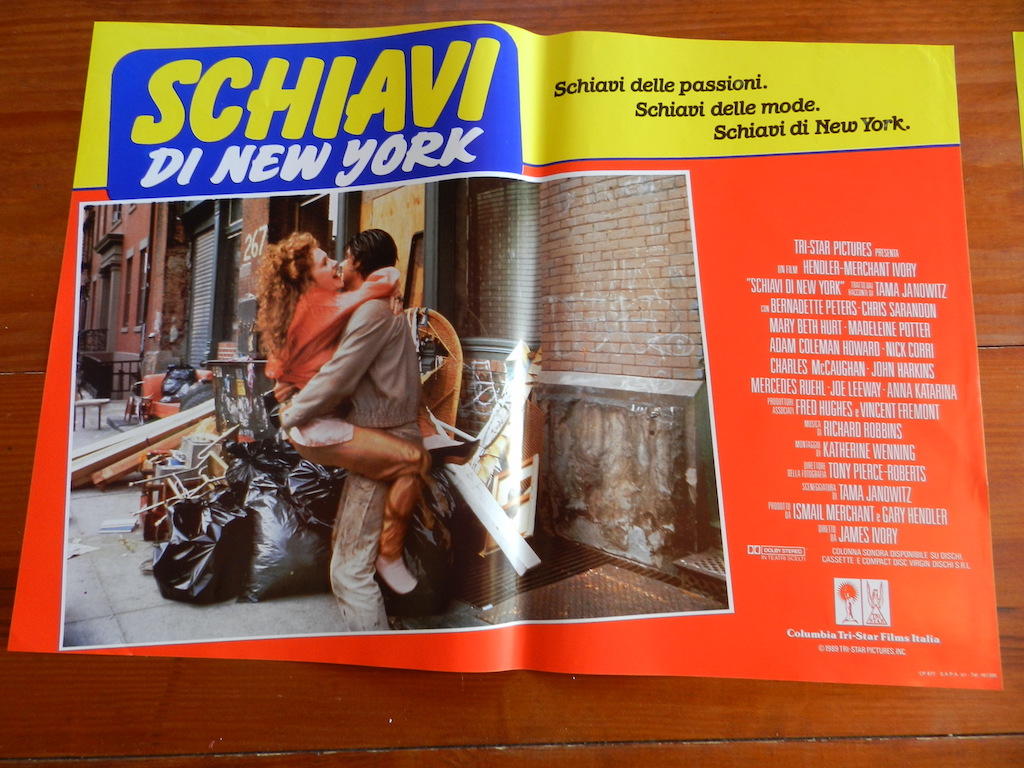 SCHIAVI
DI NEW YORK
Schiavi delle passioni.
Schiavi delle mode.
Schiavi di New York.
267
TRI-STAR PICTURES PRESENTA
UN FILM HENDLER-MERCHANT IVORY
"SCHIAVI DI NEW YORK" TRATTO DAI RACCONTI DI TAMA JANOWITZ
CON BERNADETTE PETERS · CHRIS SARANDON
MARY BETH HURT · MADELEINE POTTER
ADAM COLEMAN HOWARD · NICK CORRI
CHARLES McCAUGHAN · JOHN HARKINS
MERCEDES RUEHL · JOE LEEWAY · ANNA KATARINA
PRODUTTORI ASSOCIATI FRED HUGHES e VINCENT FREMONT
MUSICA DI RICHARD ROBBINS
MONTAGGIO DI KATHERINE WENNING
DIRETTORE DELLA FOTOGRAFIA TONY PIERCE-ROBERTS
SCENEGGIATURA DI TAMA JANOWITZ
PRODOTTO DA ISMAIL MERCHANT e GARY HENDLER
DIRETTO DA JAMES IVORY
DOLBY STEREO
IN TEATRI SCELTI
COLONNA SONORA DISPONIBILE SU DISCHI,
CASSETTE E COMPACT DISC VIRGIN DISCHI S.R.L.
Columbia Tri-Star Films Italia
©1989 TRI-STAR PICTURES, INC.